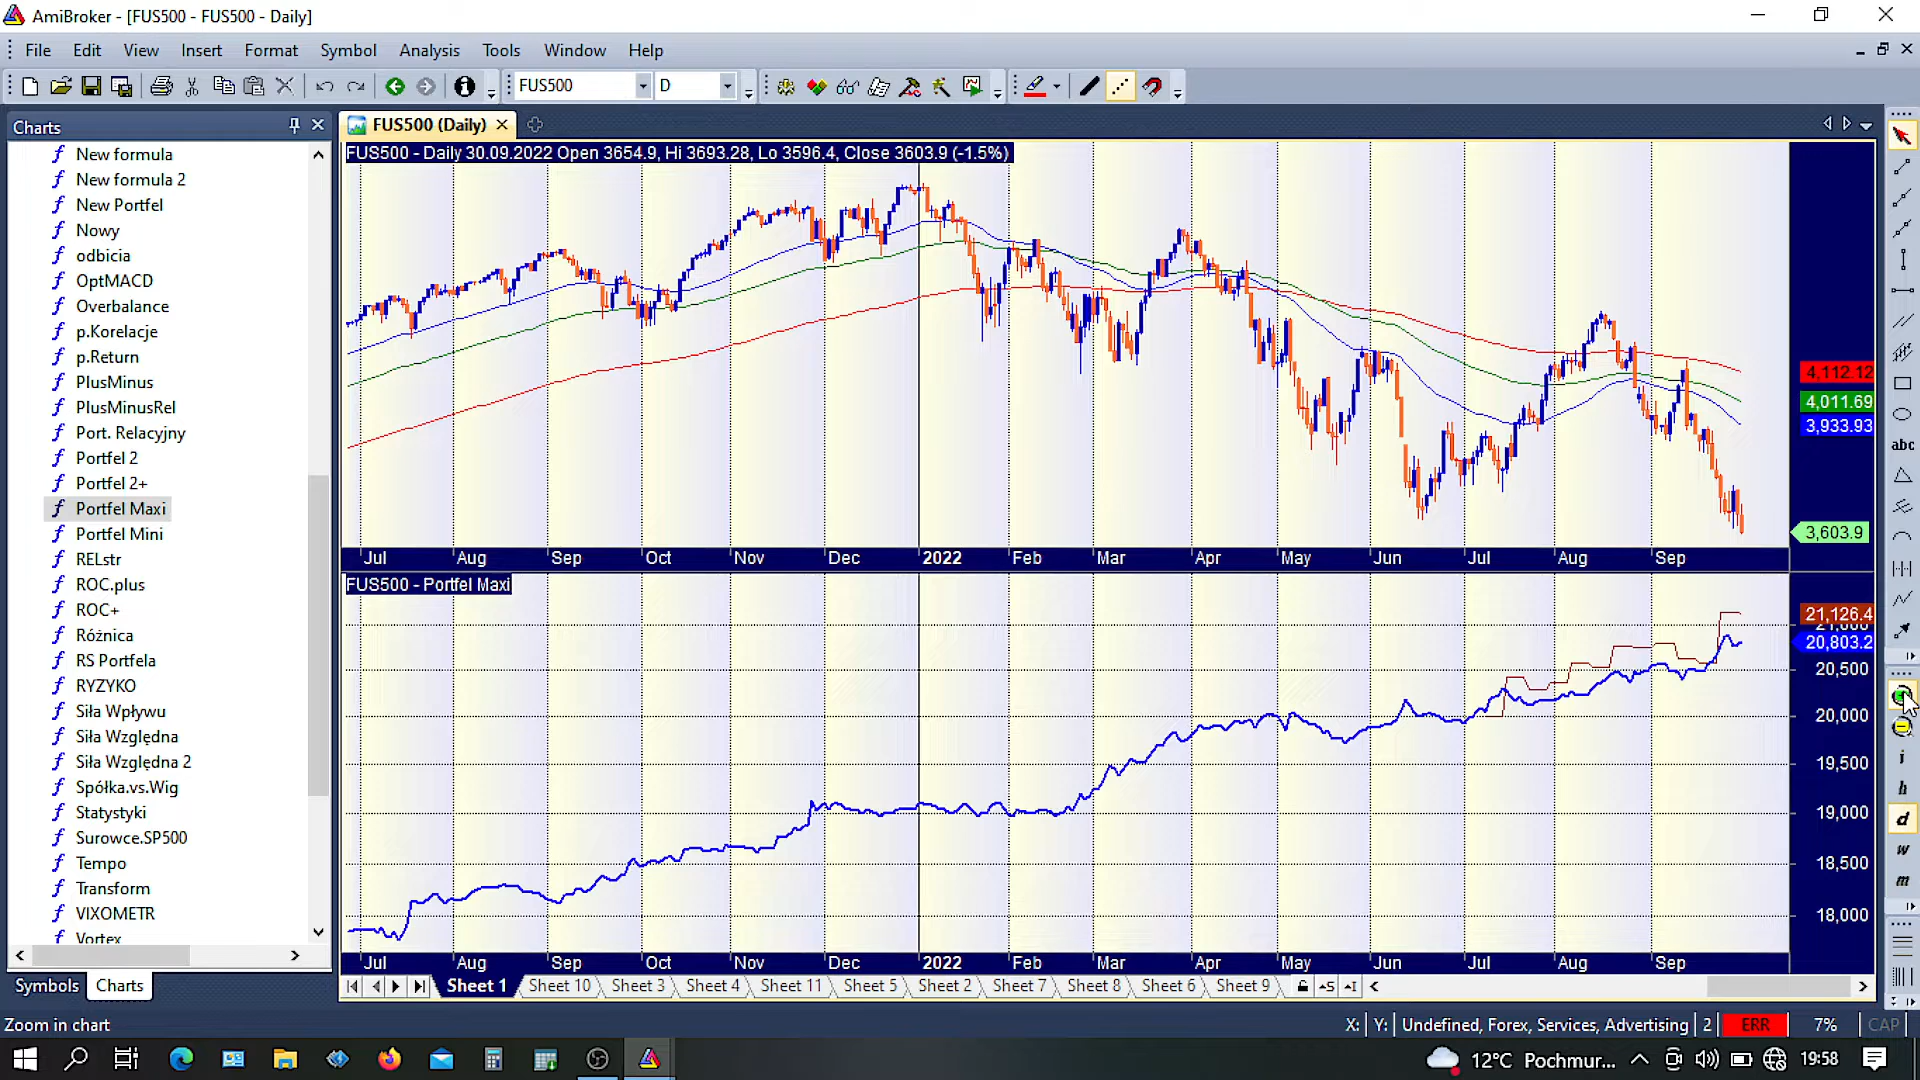 AmiBroker - [FUS500 - FUS500 - Daily]
File Edit View Insert Format Symbol Analysis Tools Window Help
FUS500 D
Charts
FUS500 (Daily)
New formula
New formula 2
New Portfel
Nowy
odbicia
OptMACD
Overbalance
p.Korelacje
p.Return
PlusMinus
PlusMinusRel
Port. Relacyjny
Portfel 2
Portfel 2+
Portfel Maxi
Portfel Mini
RELstr
ROC.plus
ROC+
Różnica
RS Portfela
RYZYKO
Siła Wpływu
Siła Względna
Siła Względna 2
Spółka.vs.Wig
Statystyki
Surowce.SP500
Tempo
Transform
VIXOMETR
Vortex
Symbols Charts
FUS500 - Daily 30.09.2022 Open 3654.9, Hi 3693.28, Lo 3596.4, Close 3603.9 (-1.5%)
4,112.12
4,011.69
3,933.93
3,603.9
Jul Aug Sep Oct Nov Dec 2022 Feb Mar Apr May Jun Jul Aug Sep
FUS500 - Portfel Maxi
21,126.4
21,000
20,803.2
20,500
20,000
19,500
19,000
18,500
18,000
Jul Aug Sep Oct Nov Dec 2022 Feb Mar Apr May Jun Jul Aug Sep
Sheet 1 Sheet 10 Sheet 3 Sheet 4 Sheet 11 Sheet 5 Sheet 2 Sheet 7 Sheet 8 Sheet 6 Sheet 9
abc
i
h
d
w
m
Zoom in chart
X: Y: Undefined, Forex, Services, Advertising 2 ERR 7% CAP
12°C Pochmur... 19:58